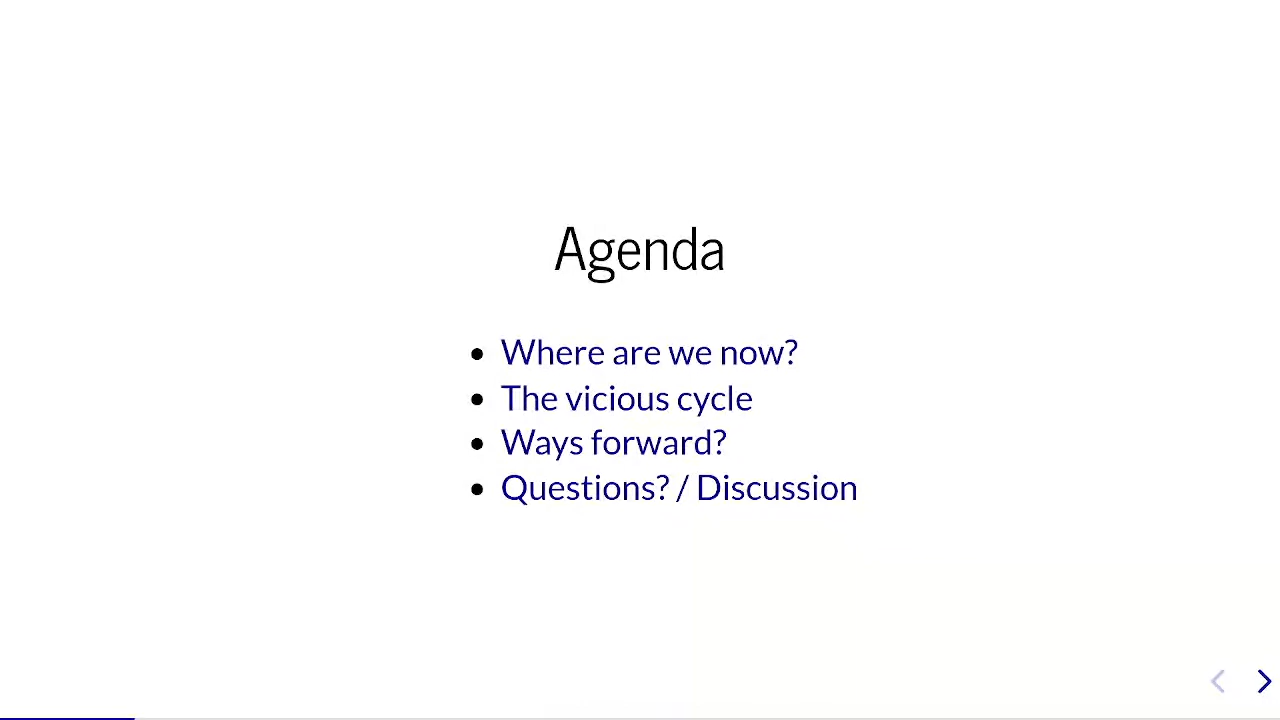 Agenda
Where are we now?
The vicious cycle
Ways forward?
Questions? / Discussion